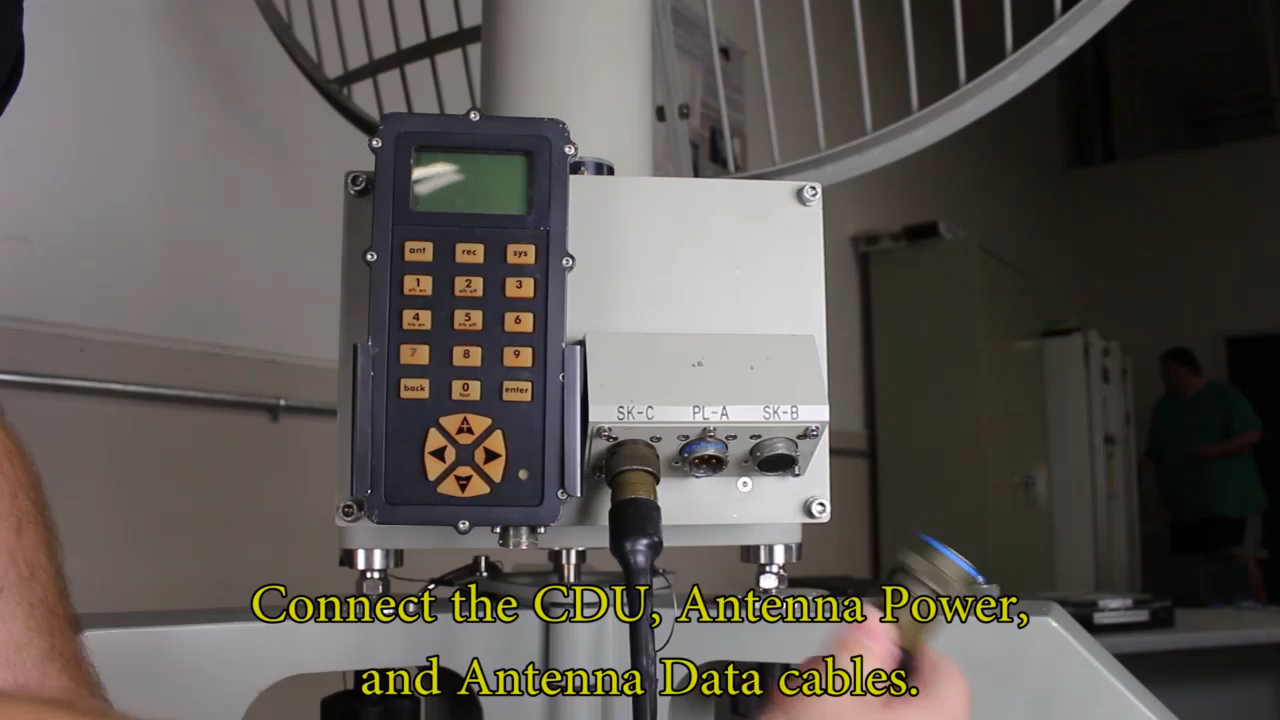 ant rec sys
1 2 3
4 5 6
7 8 9
back 0 enter
SK-C PL-A SK-B
Connect the CDU, Antenna Power,
and Antenna Data cables.